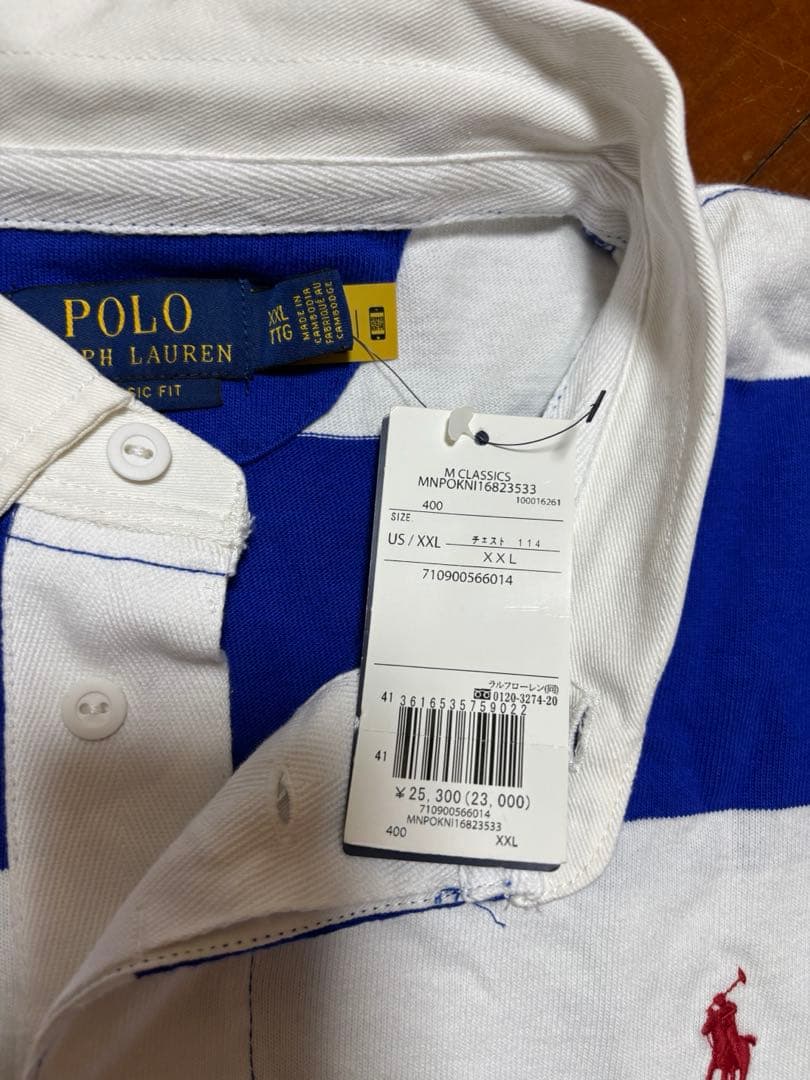 POLO
PH LAUREN
SIC FIT
XXL
TTG
MADE IN
CAMBODIA
FABRIQUÉ AU
CAMBODGE
M CLASSICS
MNPOKNI16823533
400 100016261
SIZE
US / XXL チェスト 114
XXL
710900566014
ラルフローレン(同)
0120-3274-20
41 3616535759022
41
¥25,300(23,000)
710900566014
MNPOKNI16823533
400 XXL